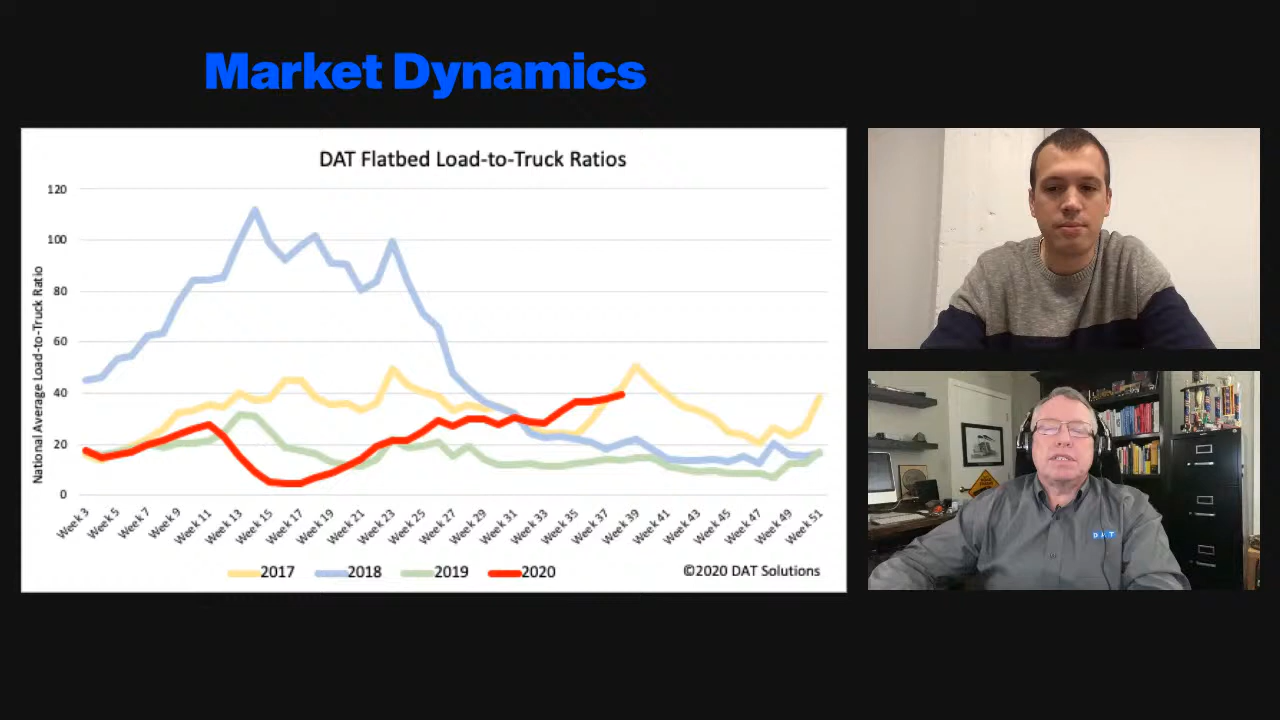 Market Dynamics
DAT Flatbed Load-to-Truck Ratios
National Average Load-to-Truck Ratio
120
100
80
60
40
20
0
Week 3
Week 5
Week 7
Week 9
Week 11
Week 13
Week 15
Week 17
Week 19
Week 21
Week 23
Week 25
Week 27
Week 29
Week 31
Week 33
Week 35
Week 37
Week 39
Week 41
Week 43
Week 45
Week 47
Week 49
Week 51
2017 2018 2019 2020
©2020 DAT Solutions
DAT